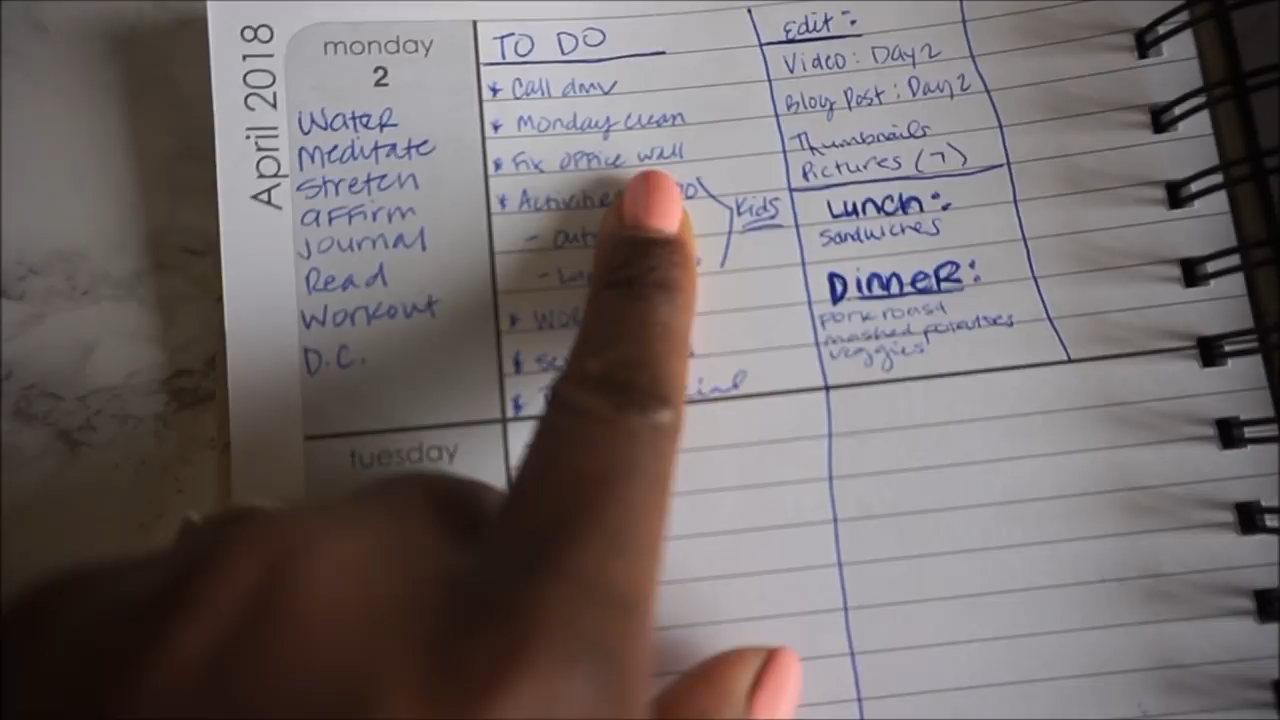 April 2018
monday
2
Water
Meditate
Stretch
affirm
Journal
Read
Workout
D.C.
TO DO
* Call dmv
* Monday clean
* Fix office wall
* Activities
Kids
Edit:
Video: Day 2
Blog Post: Day 2
Thumbnails
Pictures (7)
Lunch:
Sandwiches
Dinner:
pork roast
mashed potatoes
veggies
tuesday